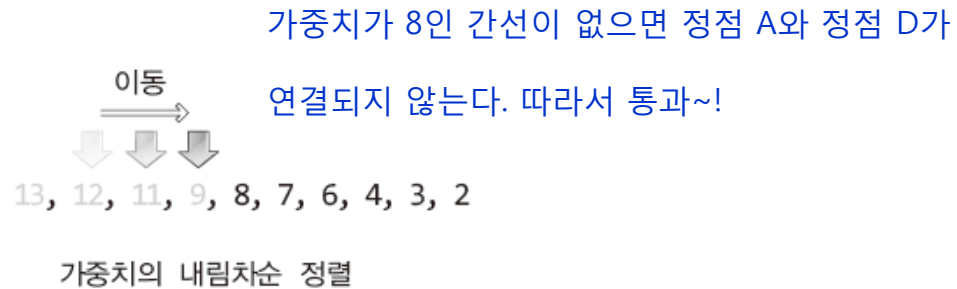 가중치가 8인 간선이 없으면 정점 A와 정점 D가
이동
연결되지 않는다. 따라서 통과~!
13, 12, 11, 9, 8, 7, 6, 4, 3, 2
가중치의 내림차순 정렬